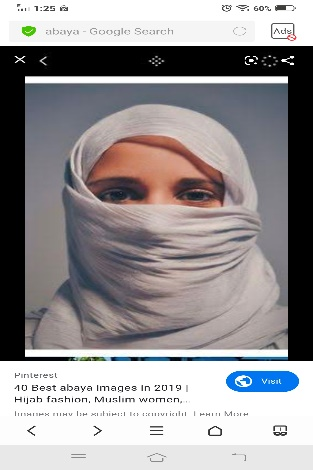 1:25
60%
abaya - Google Search
Ads
Pinterest
40 Best abaya images in 2019 |
Hijab fashion, Muslim women,...
Visit
Images may be subject to copyright. Learn More